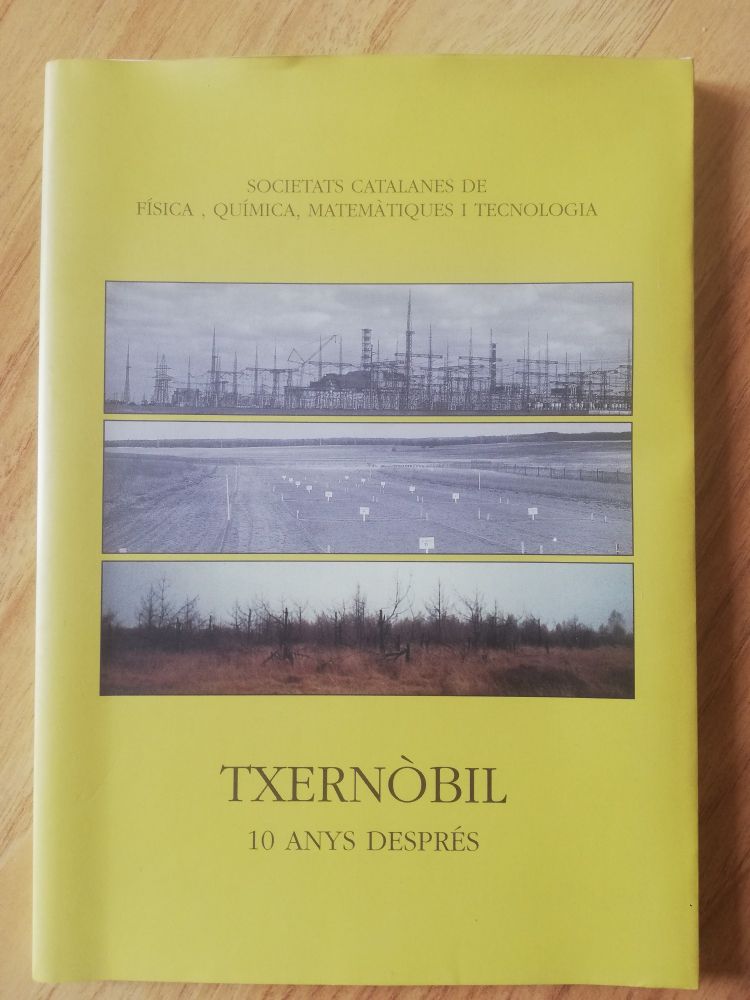 SOCIETATS CATALANES DE
FÍSICA , QUÍMICA, MATEMÀTIQUES I TECNOLOGIA
TXERNÒBIL
10 ANYS DESPRÉS